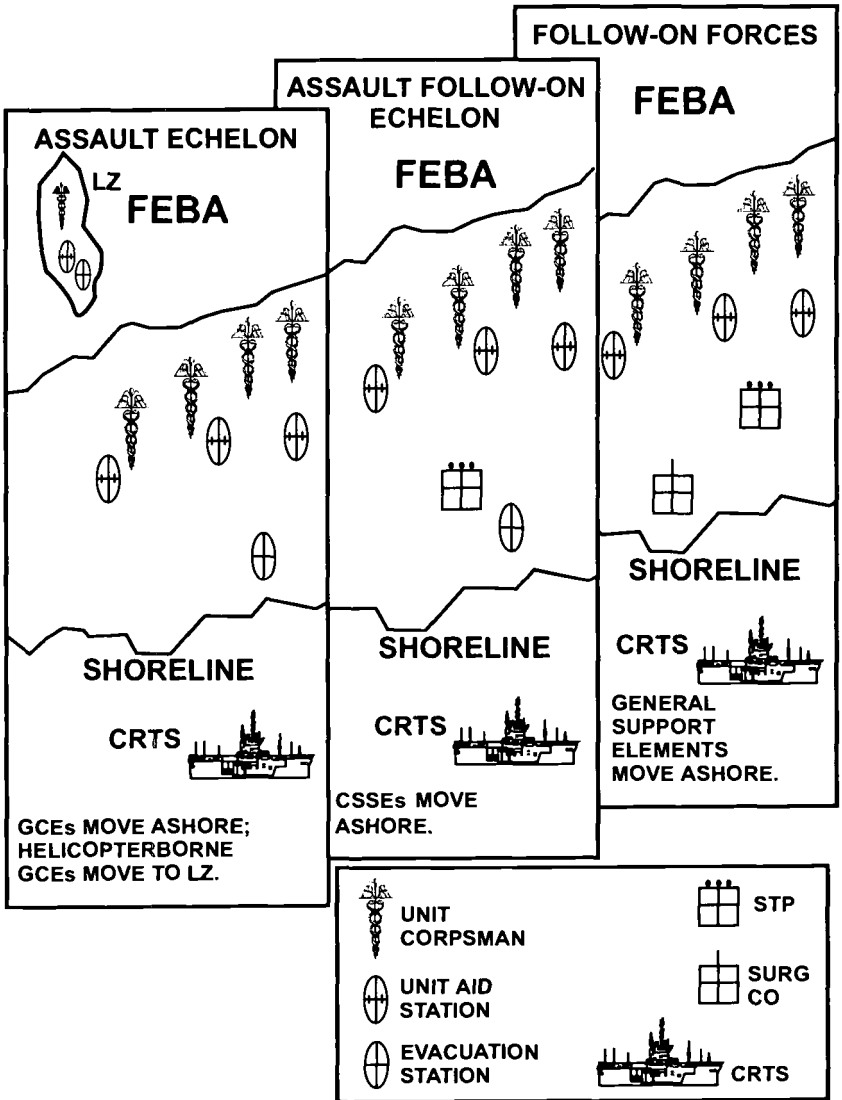 ASSAULT ECHELON
LZ
FEBA
SHORELINE
CRTS
GCEs MOVE ASHORE;
HELICOPTERBORNE
GCEs MOVE TO LZ.
ASSAULT FOLLOW-ON
ECHELON
FEBA
SHORELINE
CRTS
CSSEs MOVE
ASHORE.
FOLLOW-ON FORCES
FEBA
SHORELINE
CRTS
GENERAL
SUPPORT
ELEMENTS
MOVE ASHORE.
UNIT
CORPSMAN
UNIT AID
STATION
EVACUATION
STATION
STP
SURG
CO
CRTS